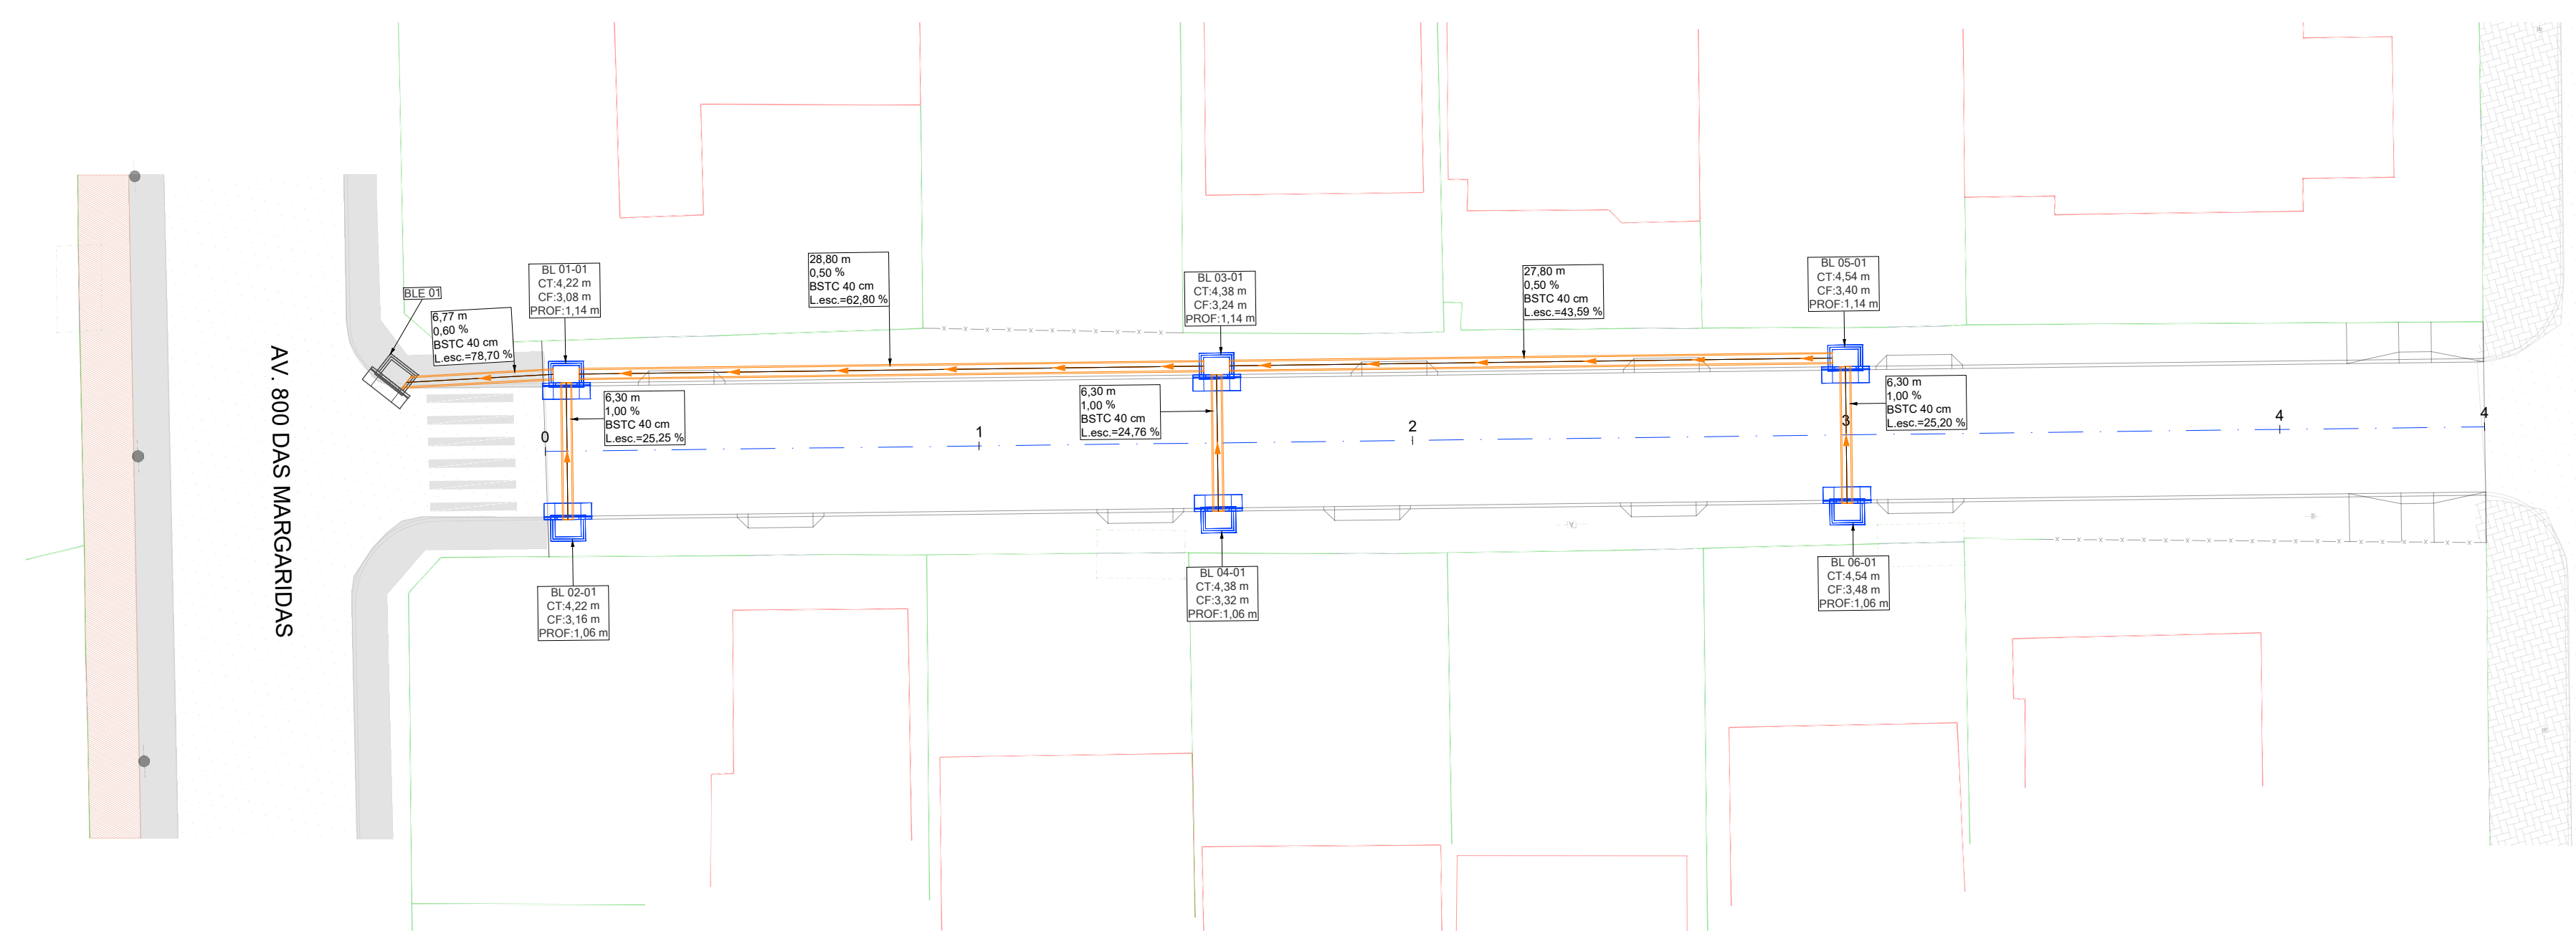 28,80 m
0,50 %
BSTC 40 cm
L.esc.=62,80 %
BL 05-01
CT:4,54 m
CF:3,40 m
PROF:1,14 m
BL 01-01
CT:4,22 m
CF:3,08 m
PROF:1,14 m
27,80 m
0,50 %
BSTC 40 cm
L.esc.=43,59 %
BL 03-01
CT:4,38 m
CF:3,24 m
PROF:1,14 m
BLE 01
6,77 m
0,60 %
BSTC 40 cm
L.esc.=78,70 %
AV. 800 DAS MARGARIDAS
6,30 m
1,00 %
BSTC 40 cm
L.esc.=25,25 %
6,30 m
1,00 %
BSTC 40 cm
L.esc.=24,76 %
6,30 m
1,00 %
BSTC 40 cm
L.esc.=25,20 %
0
1
2
3
4
4
BL 02-01
CT:4,22 m
CF:3,16 m
PROF:1,06 m
BL 04-01
CT:4,38 m
CF:3,32 m
PROF:1,06 m
BL 06-01
CT:4,54 m
CF:3,48 m
PROF:1,06 m